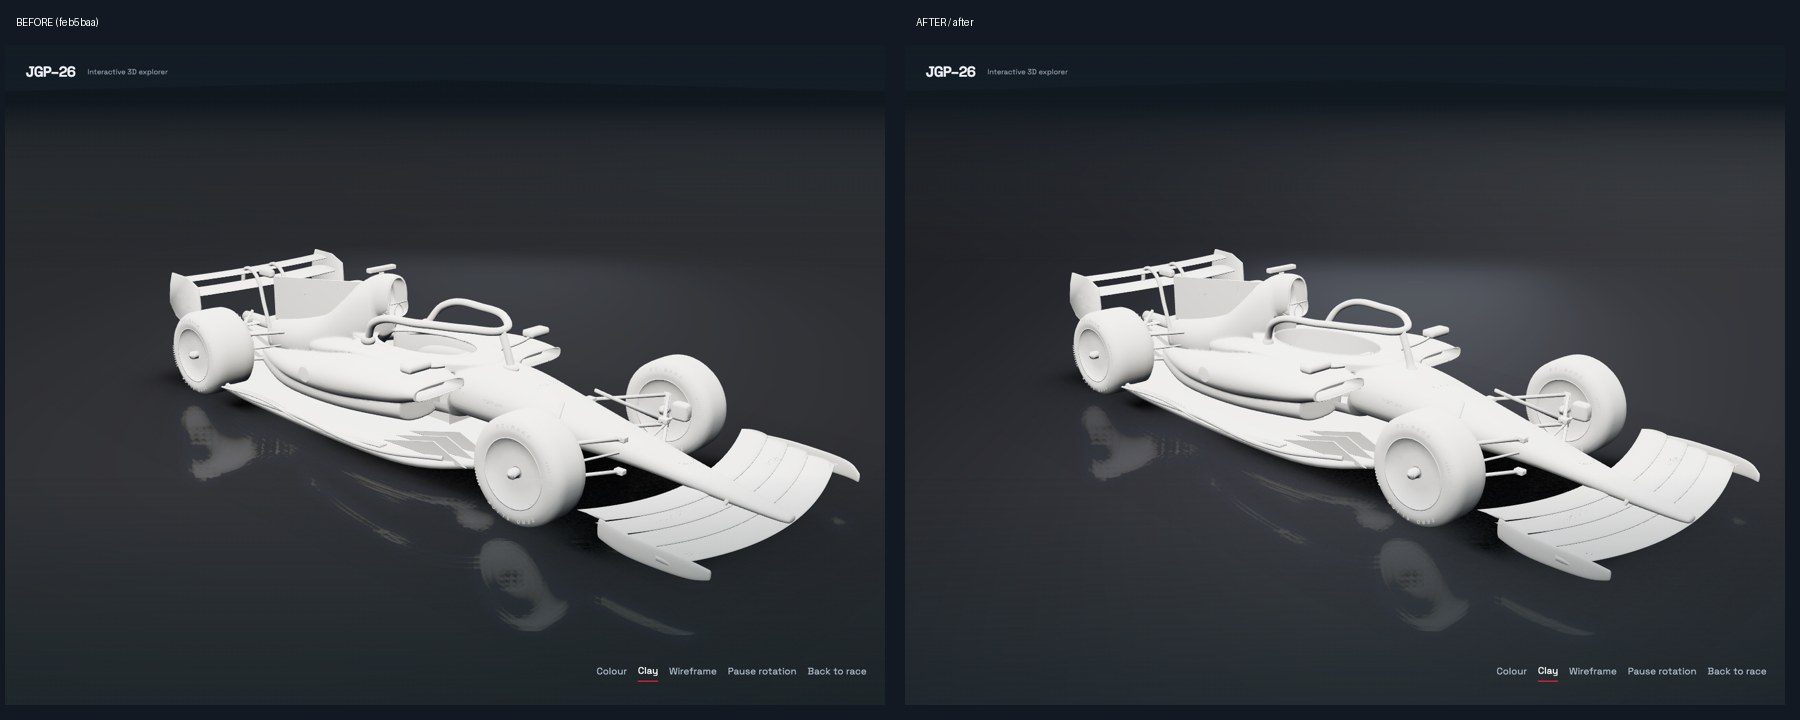 BEFORE (feb5baa)
AFTER / after
JGP–26 Interactive 3D explorer
JGP–26 Interactive 3D explorer
Colour Clay Wireframe Pause rotation Back to race
Colour Clay Wireframe Pause rotation Back to race